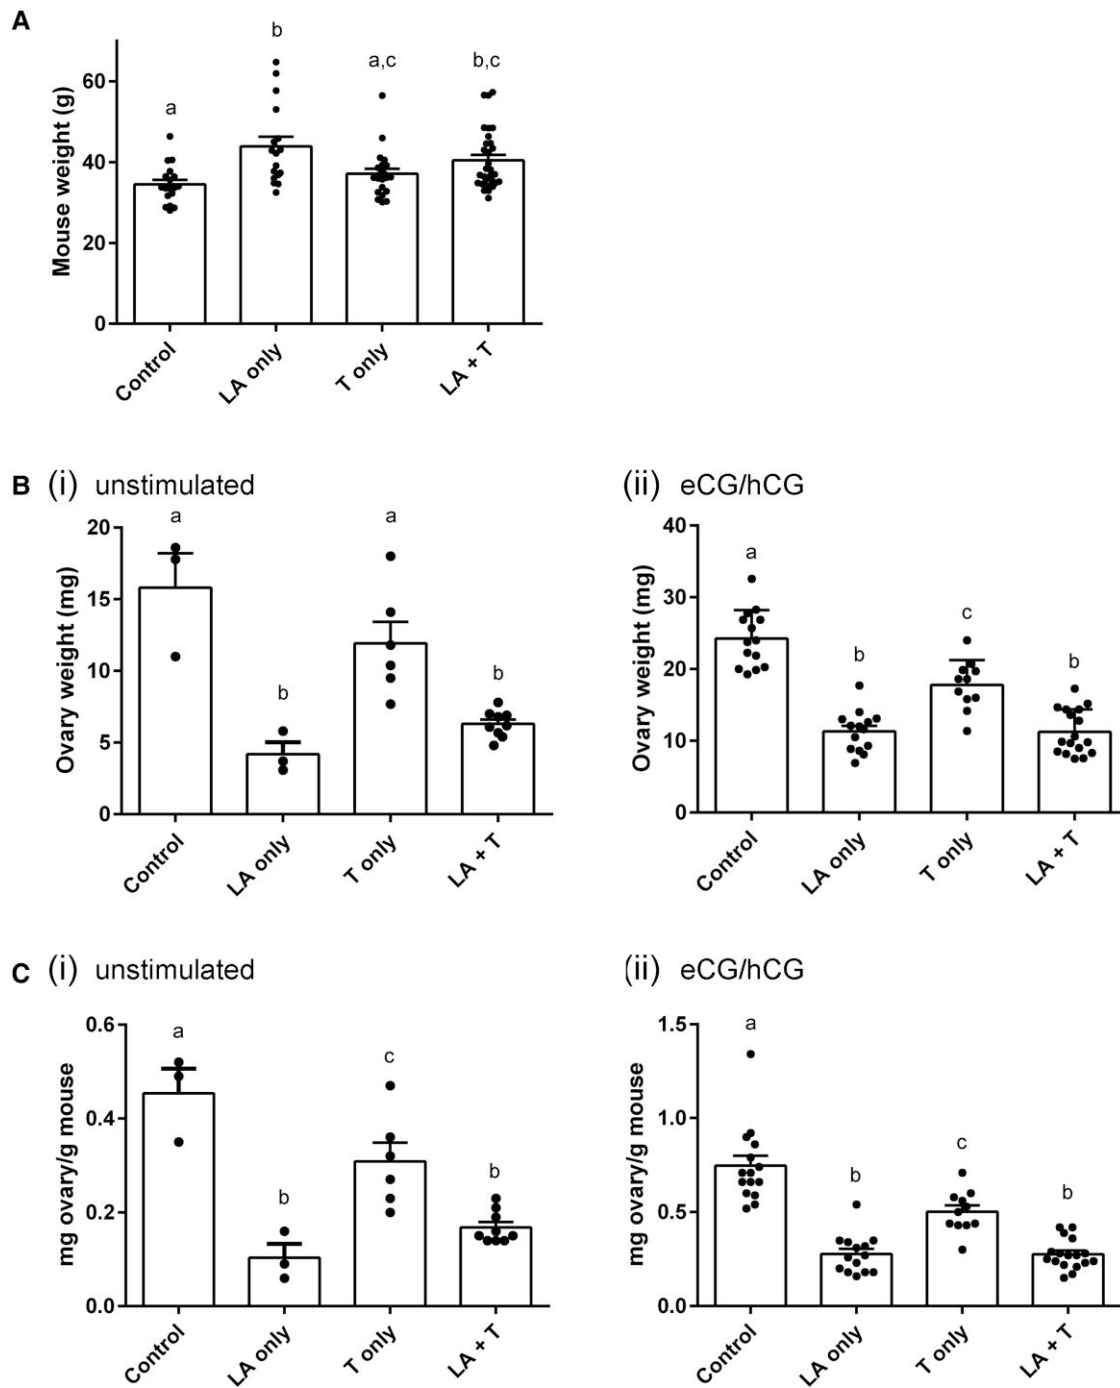 A
Mouse weight (g)
60
40
20
0
a
b
a,c
b,c
Control
LA only
T only
LA + T
B (i) unstimulated
Ovary weight (mg)
20
15
10
5
0
a
b
a
b
Control
LA only
T only
LA + T
(ii) eCG/hCG
Ovary weight (mg)
40
30
20
10
0
a
b
c
b
Control
LA only
T only
LA + T
C (i) unstimulated
mg ovary/g mouse
0.6
0.4
0.2
0.0
a
b
c
b
Control
LA only
T only
LA + T
(ii) eCG/hCG
mg ovary/g mouse
1.5
1.0
0.5
0.0
a
b
c
b
Control
LA only
T only
LA + T